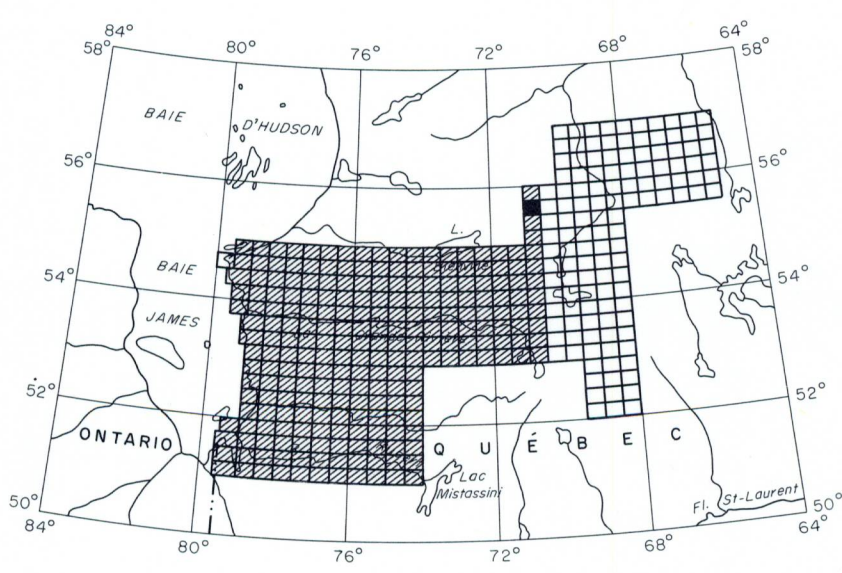 84° 80° 76° 72° 68° 64°
58° 58°
BAIE
D'HUDSON
56° 56°
L.
BAIE
54° 54°
JAMES
52° 52°
ONTARIO
QUÉBEC
Lac
Mistassini
Fl. St-Laurent
50° 50°
84° 80° 76° 72° 68° 64°